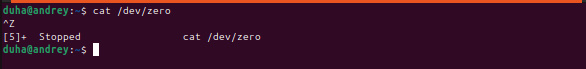 duha@andrey:~$ cat /dev/zero
^Z
[5]+  Stopped                 cat /dev/zero
duha@andrey:~$